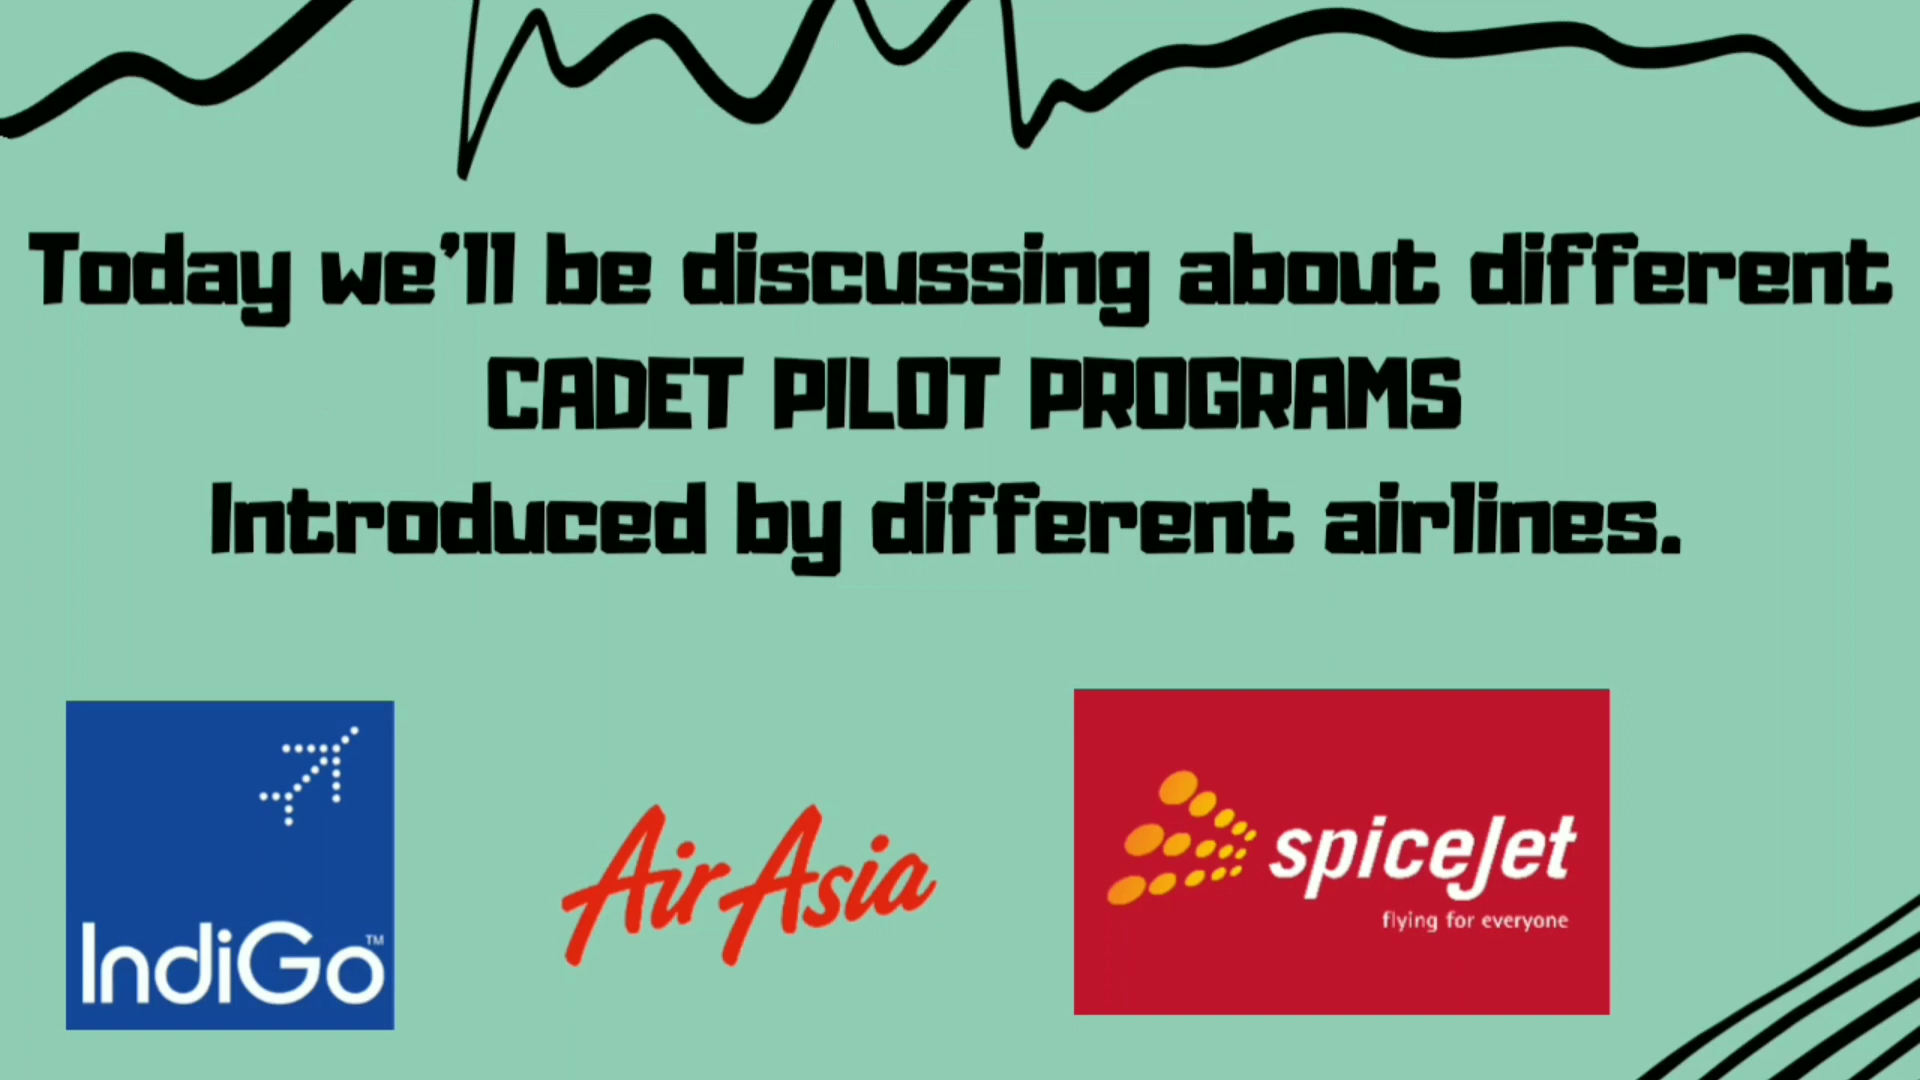 Today we'll be discussing about different
CADET PILOT PROGRAMS
Introduced by different airlines.
IndiGo™
AirAsia
spiceJet
flying for everyone